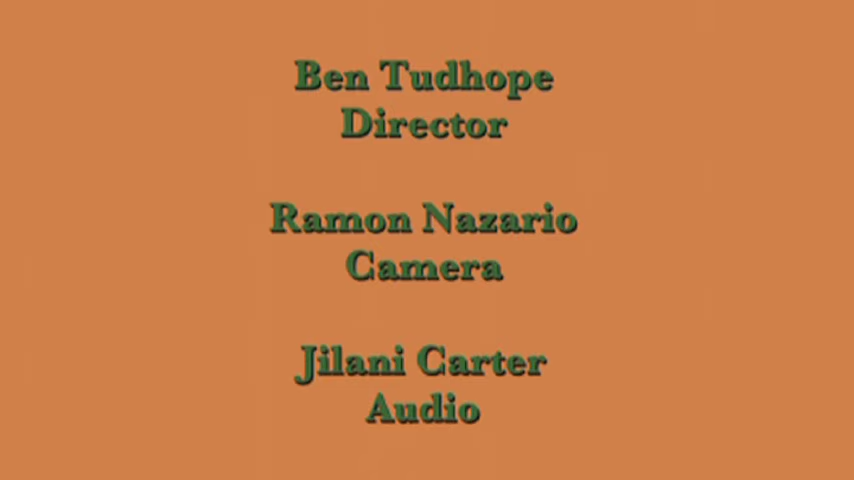 Ben Tudhope
Director
Ramon Nazario
Camera
Jilani Carter
Audio